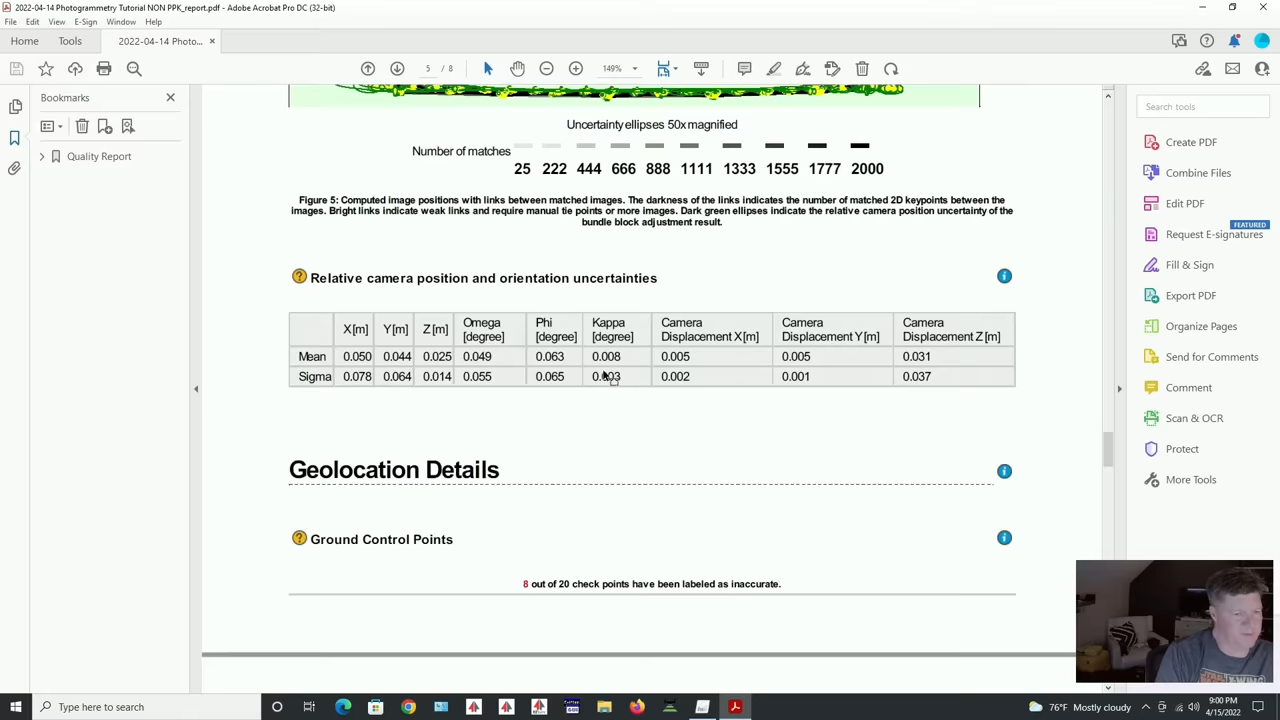 2022-04-14 Photogrammetry Tutorial NON PPK_report.pdf - Adobe Acrobat Pro DC (32-bit)
File Edit View E-Sign Window Help
Home Tools 2022-04-14 Photo... ×
5 / 8 149%
Bookmarks
Quality Report
Uncertainty ellipses 50x magnified
Number of matches
25 222 444 666 888 1111 1333 1555 1777 2000
Figure 5: Computed image positions with links between matched images. The darkness of the links indicates the number of matched 2D keypoints between the
images. Bright links indicate weak links and require manual tie points or more images. Dark green ellipses indicate the relative camera position uncertainty of the
bundle block adjustment result.
Relative camera position and orientation uncertainties
X[m] Y[m] Z[m] Omega [degree] Phi [degree] Kappa [degree] Camera Displacement X[m] Camera Displacement Y[m] Camera Displacement Z[m]
Mean 0.050 0.044 0.025 0.049 0.063 0.008 0.005 0.005 0.031
Sigma 0.078 0.064 0.014 0.055 0.065 0.003 0.002 0.001 0.037
Geolocation Details
Ground Control Points
8 out of 20 check points have been labeled as inaccurate.
Search tools
Create PDF
Combine Files
Edit PDF
FEATURED
Request E-signatures
Fill & Sign
Export PDF
Organize Pages
Send for Comments
Comment
Scan & OCR
Protect
More Tools
Type here to search
76°F Mostly cloudy
9:00 PM
4/15/2022